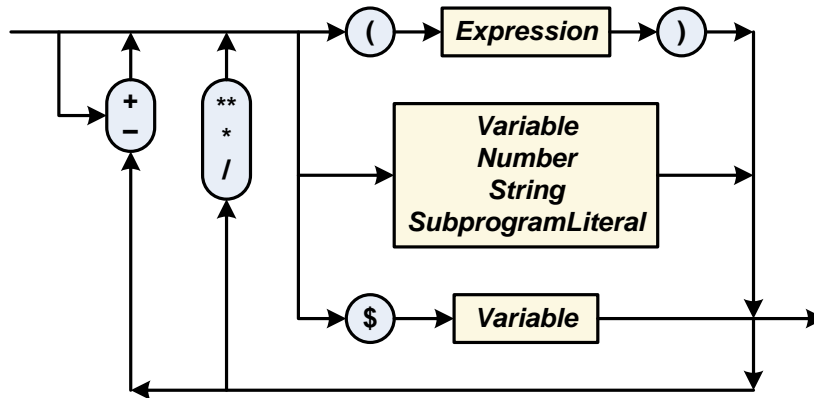 ( Expression )
+
−
**
*
/
Variable
Number
String
SubprogramLiteral
$ Variable